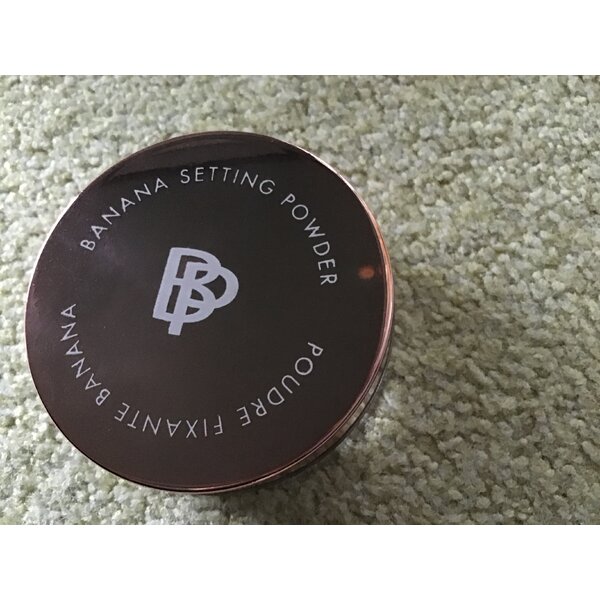 BANANA SETTING POWDER
BP
POUDRE FIXANTE BANANA